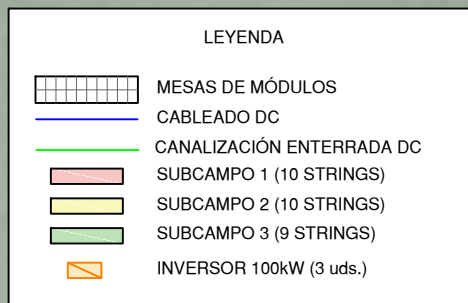 LEYENDA
MESAS DE MÓDULOS
CABLEADO DC
CANALIZACIÓN ENTERRADA DC
SUBCAMPO 1 (10 STRINGS)
SUBCAMPO 2 (10 STRINGS)
SUBCAMPO 3 (9 STRINGS)
INVERSOR 100kW (3 uds.)